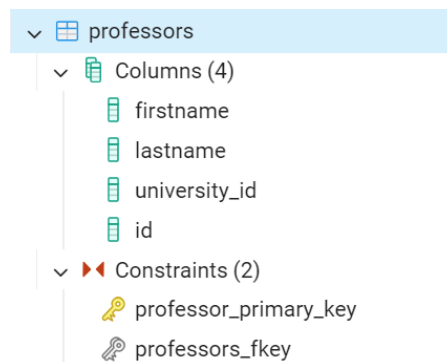 professors
Columns (4)
firstname
lastname
university_id
id
Constraints (2)
professor_primary_key
professors_fkey